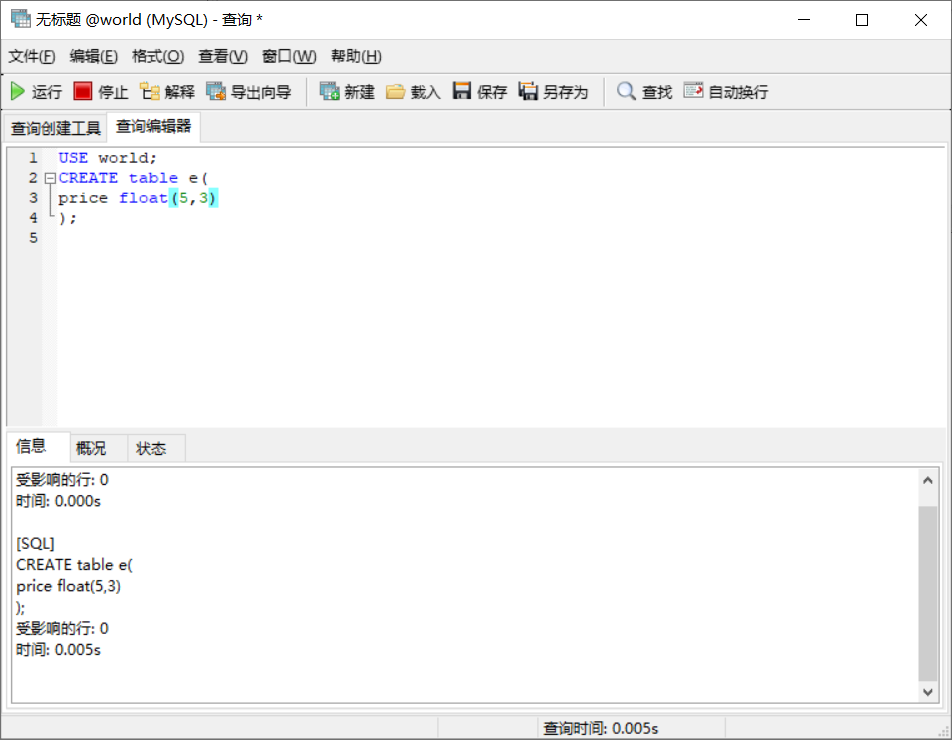 无标题 @world (MySQL) - 查询 *
文件(F) 编辑(E) 格式(O) 查看(V) 窗口(W) 帮助(H)
运行 停止 解释 导出向导 新建 载入 保存 另存为 查找 自动换行
查询创建工具 查询编辑器
1 USE world;
2 CREATE table e(
3 price float(5,3)
4 );
5
信息 概况 状态
受影响的行: 0
时间: 0.000s
[SQL]
CREATE table e(
price float(5,3)
);
受影响的行: 0
时间: 0.005s
查询时间: 0.005s